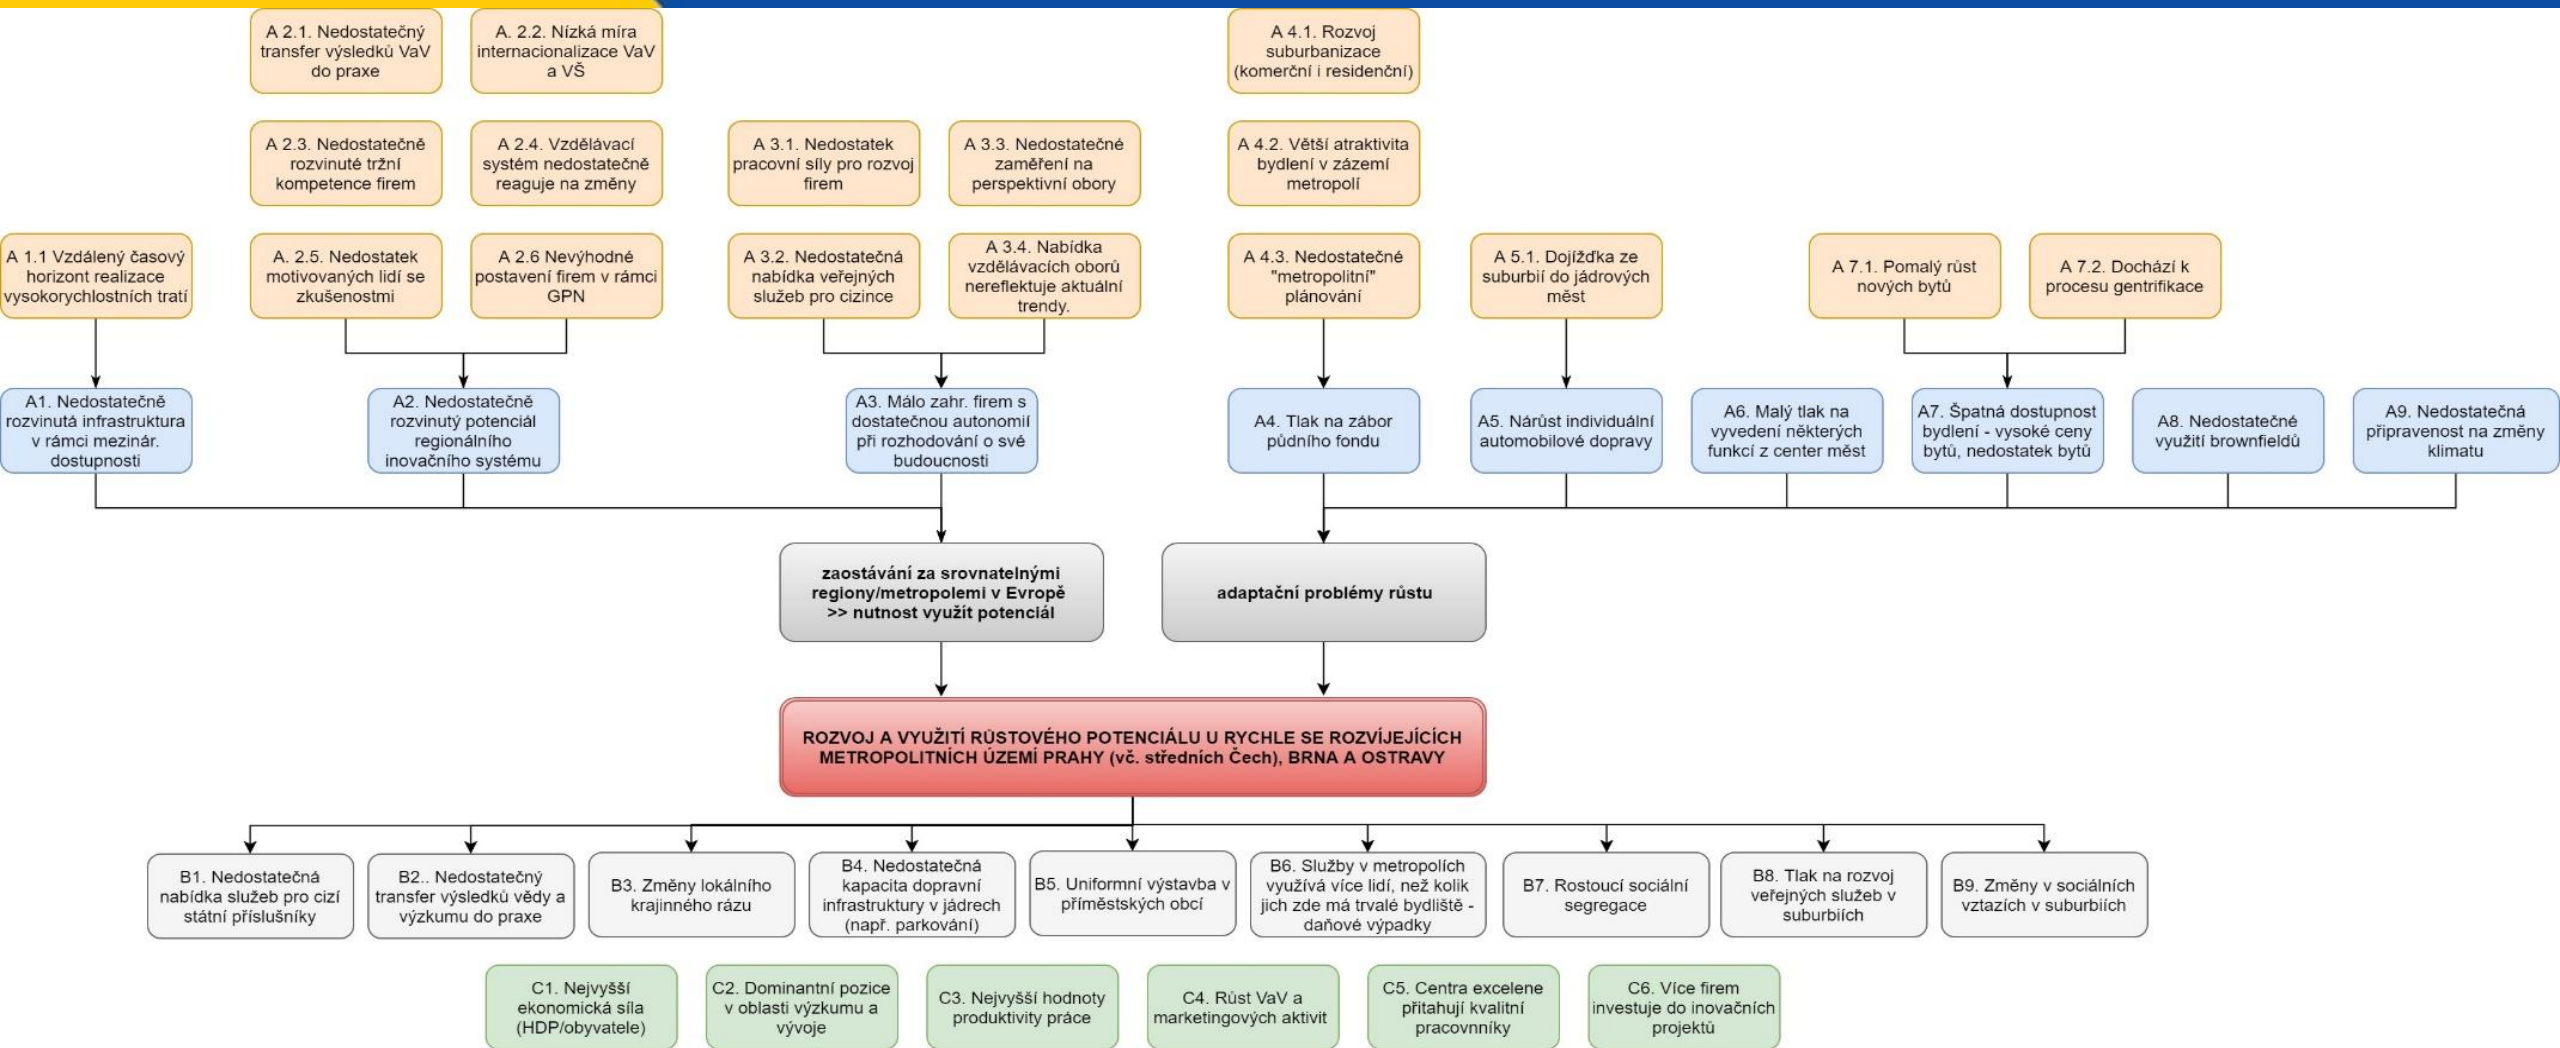 A 2.1. Nedostatečný
transfer výsledků VaV
do praxe
A. 2.2. Nízká míra
internacionalizace VaV
a VŠ
A 4.1. Rozvoj
suburbanizace
(komerční i residenční)
A 2.3. Nedostatečně
rozvinuté tržní
kompetence firem
A 2.4. Vzdělávací
systém nedostatečně
reaguje na změny
A 3.1. Nedostatek
pracovní síly pro rozvoj
firem
A 3.3. Nedostatečné
zaměření na
perspektivní obory
A 4.2. Větší atraktivita
bydlení v zázemí
metropolí
A 1.1 Vzdálený časový
horizont realizace
vysokorychlostních tratí
A. 2.5. Nedostatek
motivovaných lidí se
zkušenostmi
A 2.6 Nevýhodné
postavení firem v rámci
GPN
A 3.2. Nedostatečná
nabídka veřejných
služeb pro cizince
A 3.4. Nabídka
vzdělávacích oborů
nereflektuje aktuální
trendy.
A 4.3. Nedostatečné
"metropolitní"
plánování
A 5.1. Dojížďka ze
suburbií do jádrových
měst
A 7.1. Pomalý růst
nových bytů
A 7.2. Dochází k
procesu gentrifikace
A1. Nedostatečně
rozvinutá infrastruktura
v rámci mezinár.
dostupnosti
A2. Nedostatečně
rozvinutý potenciál
regionálního
inovačního systému
A3. Málo zahr. firem s
dostatečnou autonomií
při rozhodování o své
budoucnosti
A4. Tlak na zábor
půdního fondu
A5. Nárůst individuální
automobilové dopravy
A6. Malý tlak na
vyvedení některých
funkcí z center měst
A7. Špatná dostupnost
bydlení - vysoké ceny
bytů, nedostatek bytů
A8. Nedostatečné
využití brownfieldů
A9. Nedostatečná
připravenost na změny
klimatu
zaostávání za srovnatelnými
regiony/metropolemi v Evropě
>> nutnost využít potenciál
adaptační problémy růstu
ROZVOJ A VYUŽITÍ RŮSTOVÉHO POTENCIÁLU U RYCHLE SE ROZVÍJEJÍCÍCH
METROPOLITNÍCH ÚZEMÍ PRAHY (vč. středních Čech), BRNA A OSTRAVY
B1. Nedostatečná
nabídka služeb pro cizí
státní příslušníky
B2.. Nedostatečný
transfer výsledků vědy a
výzkumu do praxe
B3. Změny lokálního
krajinného rázu
B4. Nedostatečná
kapacita dopravní
infrastruktury v jádrech
(např. parkování)
B5. Uniformní výstavba v
příměstských obcí
B6. Služby v metropolích
využívá více lidí, než kolik
jich zde má trvalé bydliště -
daňové výpadky
B7. Rostoucí sociální
segregace
B8. Tlak na rozvoj
veřejných služeb v
suburbiích
B9. Změny v sociálních
vztazích v suburbiích
C1. Nejvyšší
ekonomická síla
(HDP/obyvatele)
C2. Dominantní pozice
v oblasti výzkumu a
vývoje
C3. Nejvyšší hodnoty
produktivity práce
C4. Růst VaV a
marketingových aktivit
C5. Centra excelene
přitahují kvalitní
pracovnníky
C6. Více firem
investuje do inovačních
projektů